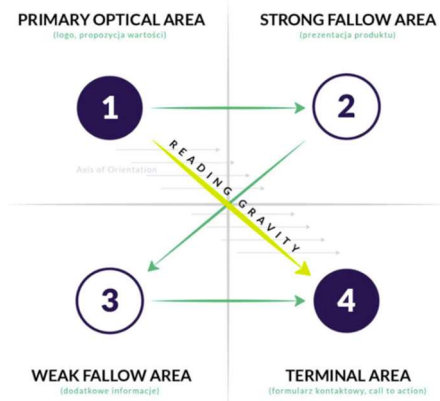 PRIMARY OPTICAL AREA
(logo, propozycja wartości)
STRONG FALLOW AREA
(prezentacja produktu)
1
2
READING GRAVITY
Axis of Orientation
3
4
WEAK FALLOW AREA
(dodatkowe informacje)
TERMINAL AREA
(formularz kontaktowy, call to action)